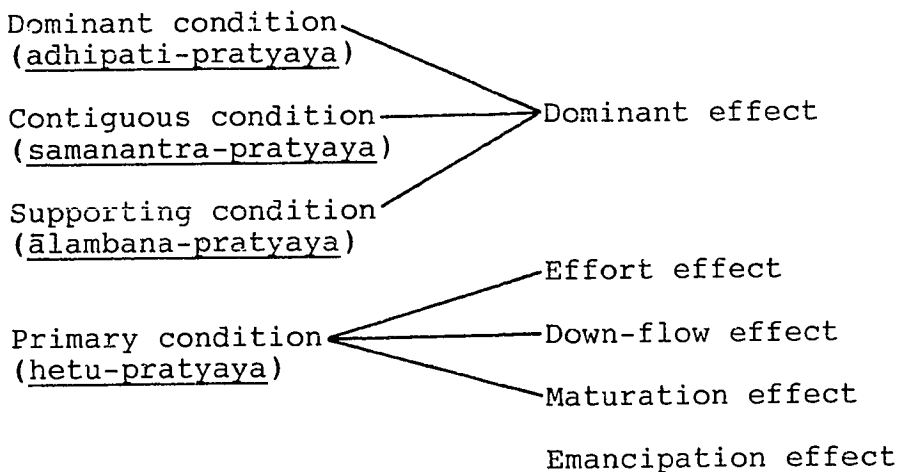 Dominant condition
(adhipati-pratyaya)
Contiguous condition
(samanantra-pratyaya)
Dominant effect
Supporting condition
(ālambana-pratyaya)
Effort effect
Primary condition
(hetu-pratyaya)
Down-flow effect
Maturation effect
Emancipation effect